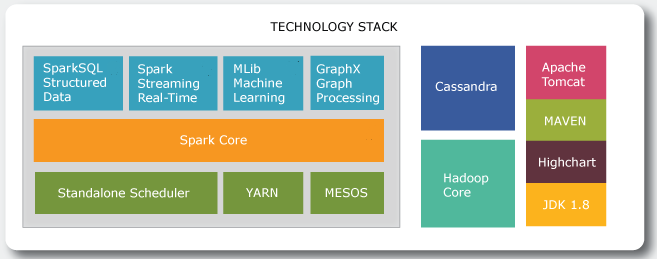 TECHNOLOGY STACK
SparkSQL
Structured
Data
Spark
Streaming
Real-Time
MLib
Machine
Learning
GraphX
Graph
Processing
Spark Core
Standalone Scheduler
YARN
MESOS
Cassandra
Hadoop
Core
Apache
Tomcat
MAVEN
Highchart
JDK 1.8